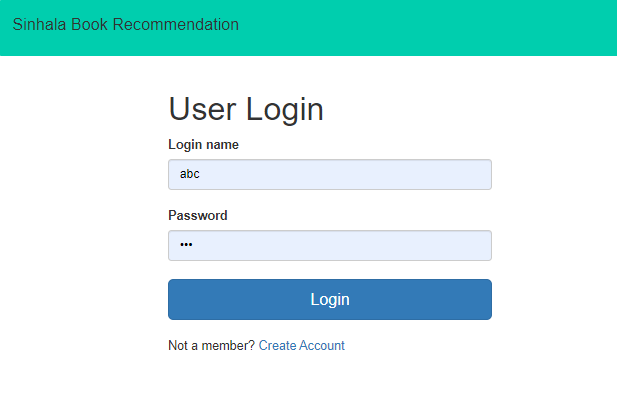 Sinhala Book Recommendation
User Login
Login name
abc
Password
•••
Login
Not a member? Create Account